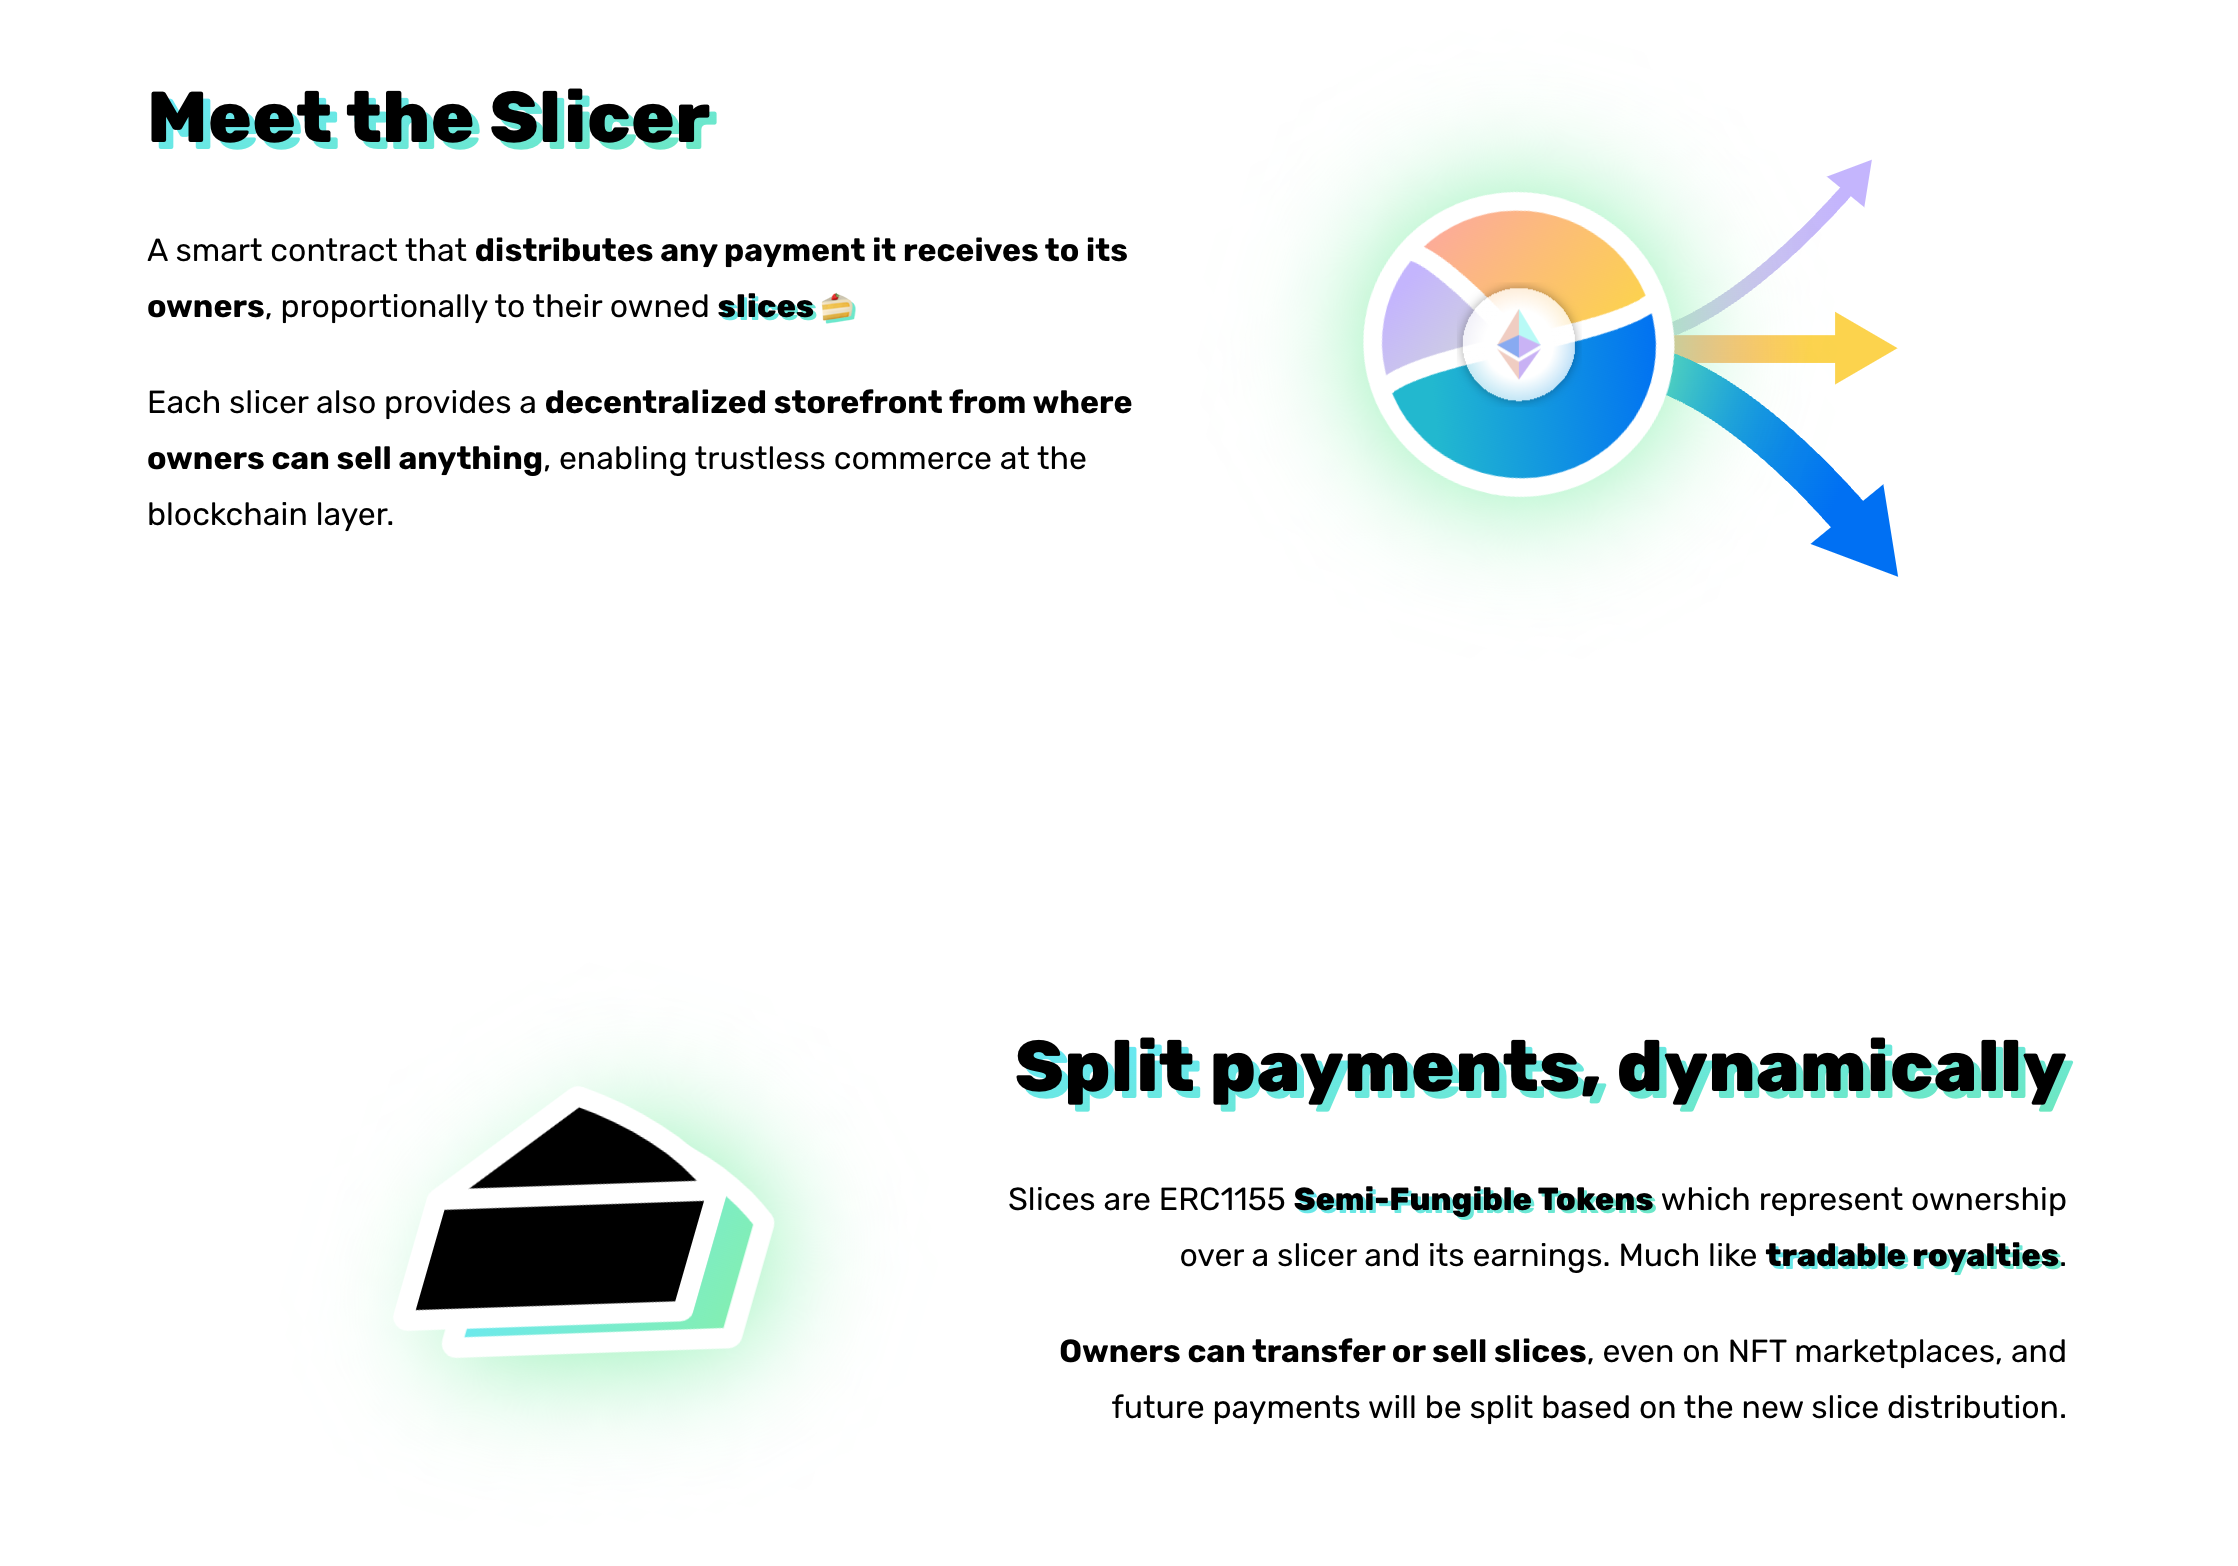 Meet the Slicer
A smart contract that distributes any payment it receives to its
owners, proportionally to their owned slices 🍰
Each slicer also provides a decentralized storefront from where
owners can sell anything, enabling trustless commerce at the
blockchain layer.
Split payments, dynamically
Slices are ERC1155 Semi-Fungible Tokens which represent ownership
over a slicer and its earnings. Much like tradable royalties.
Owners can transfer or sell slices, even on NFT marketplaces, and
future payments will be split based on the new slice distribution.